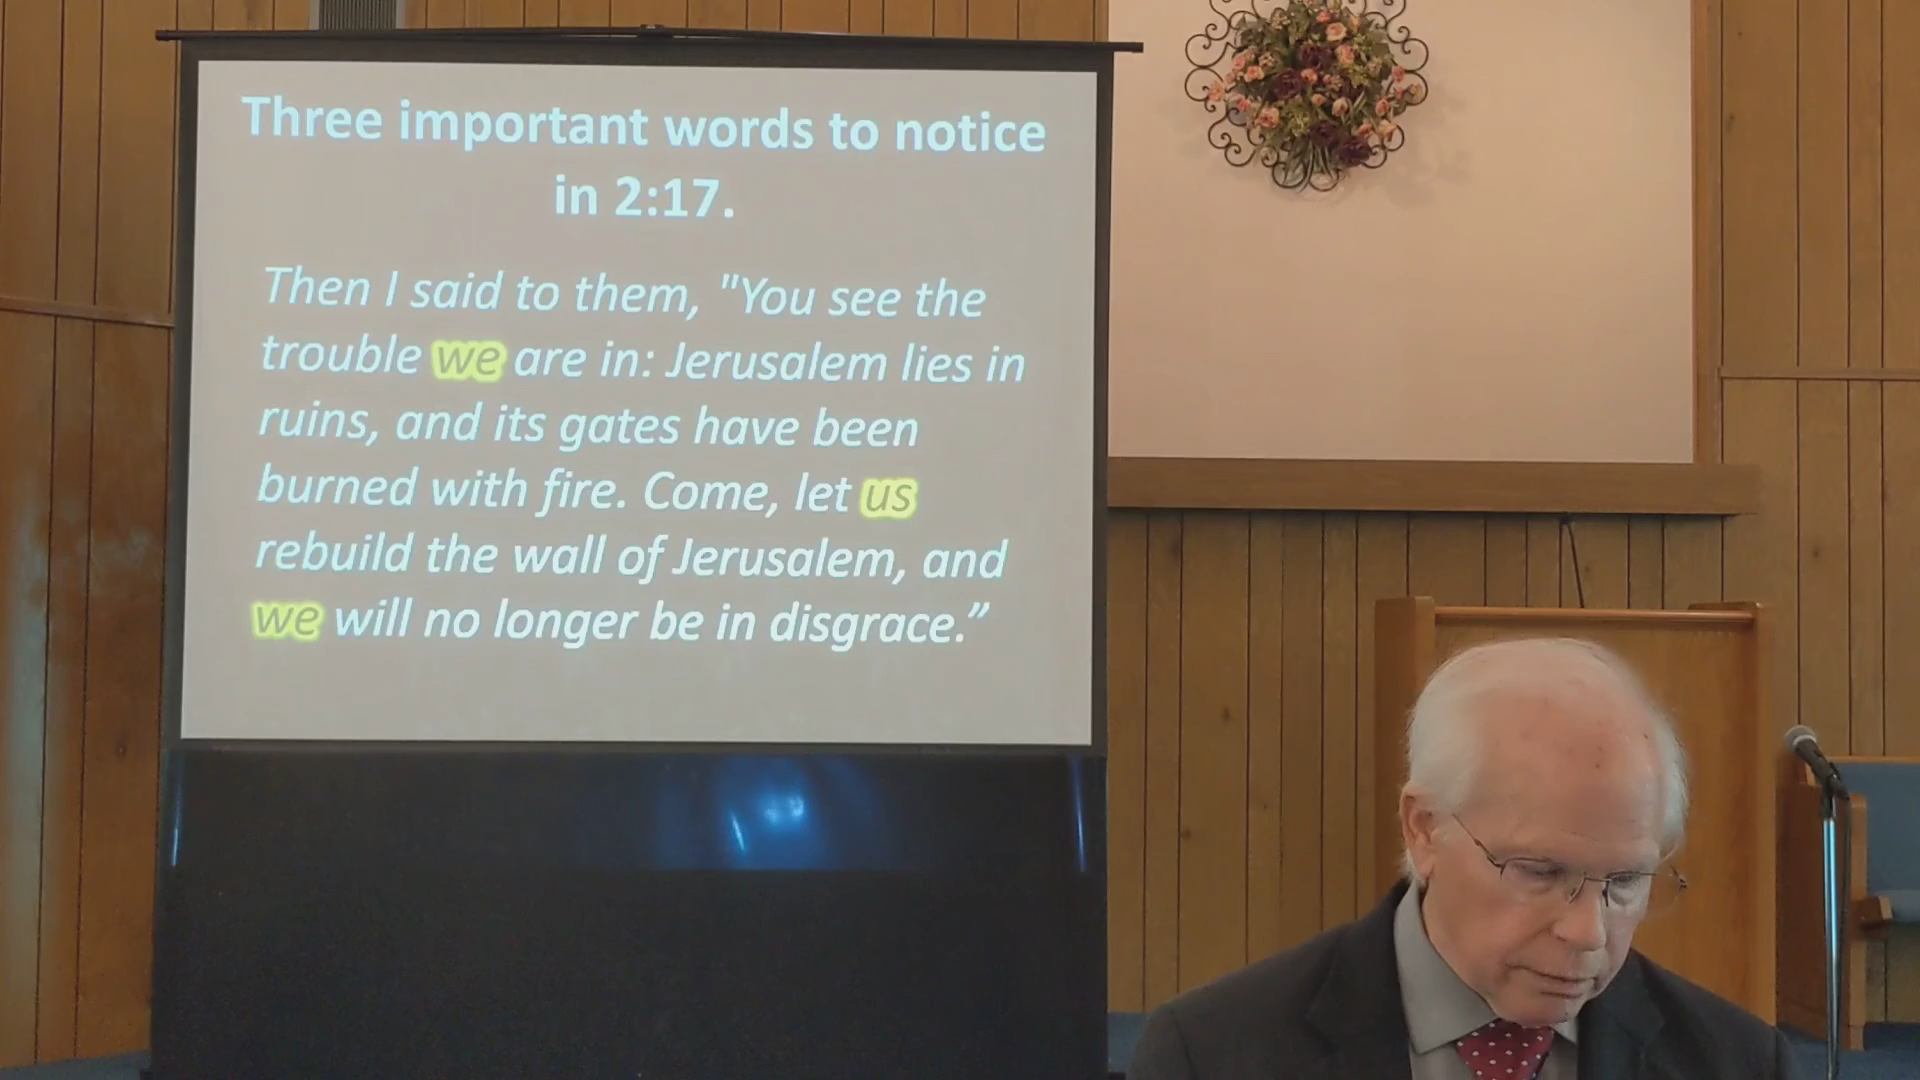 Three important words to notice
in 2:17.
Then I said to them, "You see the
trouble we are in: Jerusalem lies in
ruins, and its gates have been
burned with fire. Come, let us
rebuild the wall of Jerusalem, and
we will no longer be in disgrace.”